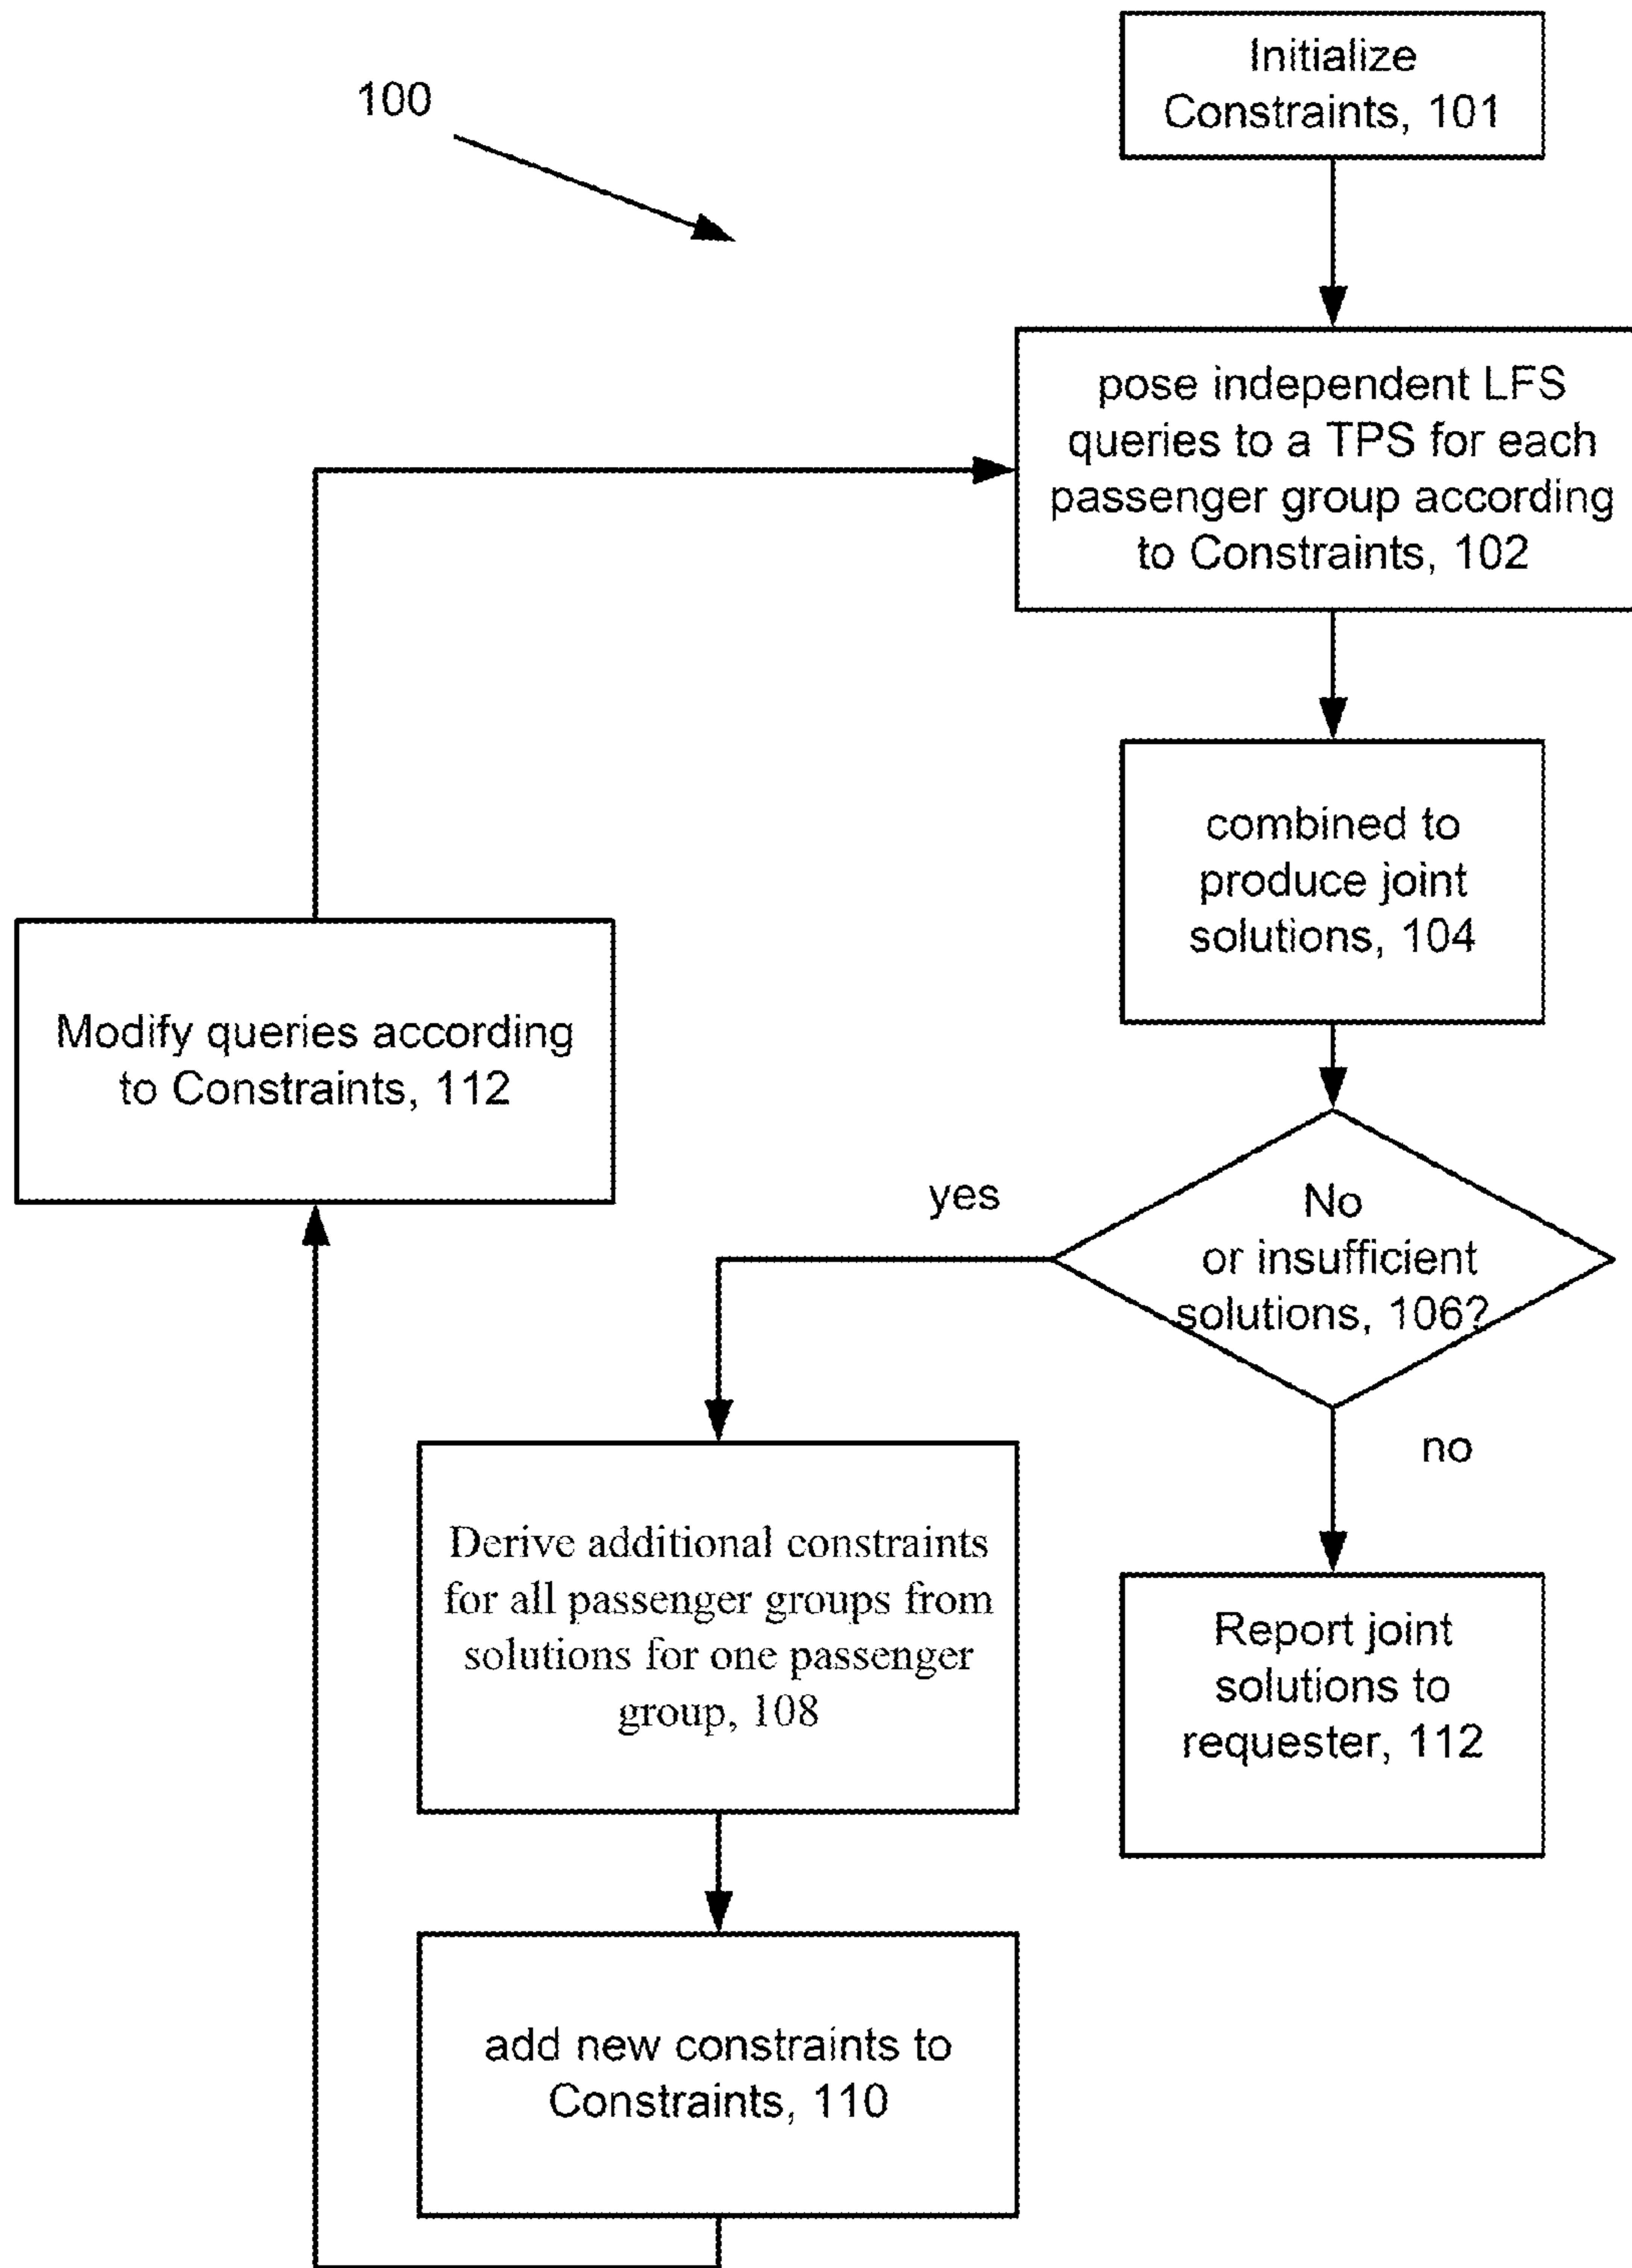 100
Initialize
Constraints, 101
pose independent LFS
queries to a TPS for each
passenger group according
to Constraints, 102
combined to
produce joint
solutions, 104
Modify queries according
to Constraints, 112
yes
No
or insufficient
solutions, 106?
no
Derive additional constraints
for all passenger groups from
solutions for one passenger
group, 108
Report joint
solutions to
requester, 112
add new constraints to
Constraints, 110